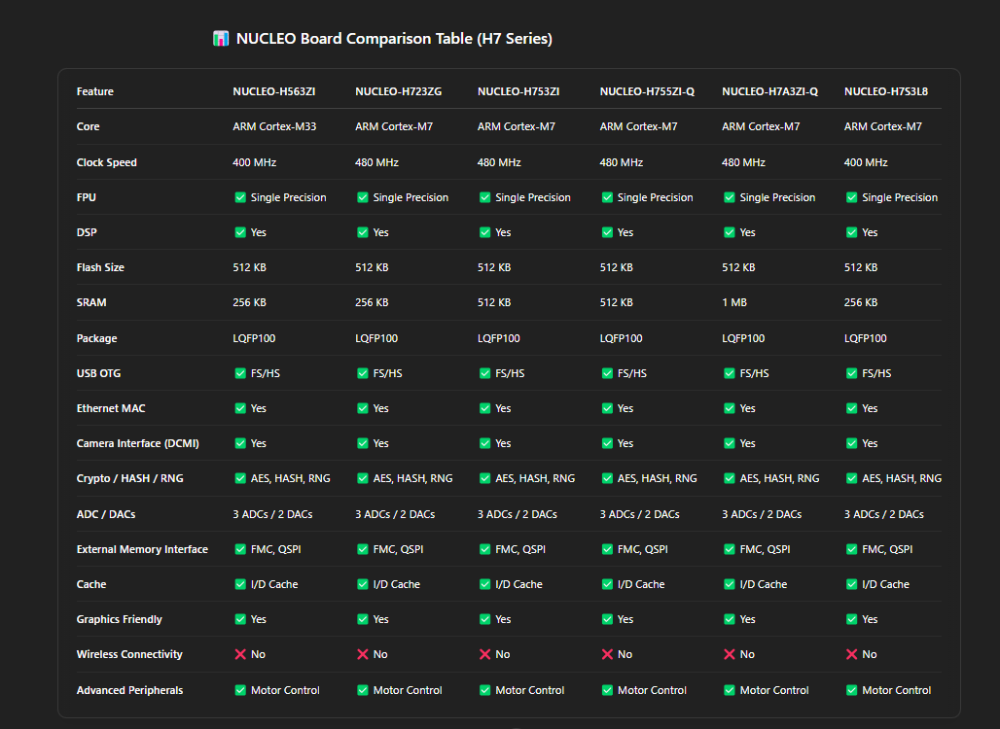 📊 NUCLEO Board Comparison Table (H7 Series)
Feature NUCLEO-H563ZI NUCLEO-H723ZG NUCLEO-H753ZI NUCLEO-H755ZI-Q NUCLEO-H7A3ZI-Q NUCLEO-H7S3L8
Core ARM Cortex-M33 ARM Cortex-M7 ARM Cortex-M7 ARM Cortex-M7 ARM Cortex-M7 ARM Cortex-M7
Clock Speed 400 MHz 480 MHz 480 MHz 480 MHz 480 MHz 400 MHz
FPU ✅ Single Precision ✅ Single Precision ✅ Single Precision ✅ Single Precision ✅ Single Precision ✅ Single Precision
DSP ✅ Yes ✅ Yes ✅ Yes ✅ Yes ✅ Yes ✅ Yes
Flash Size 512 KB 512 KB 512 KB 512 KB 512 KB 512 KB
SRAM 256 KB 256 KB 512 KB 512 KB 1 MB 256 KB
Package LQFP100 LQFP100 LQFP100 LQFP100 LQFP100 LQFP100
USB OTG ✅ FS/HS ✅ FS/HS ✅ FS/HS ✅ FS/HS ✅ FS/HS ✅ FS/HS
Ethernet MAC ✅ Yes ✅ Yes ✅ Yes ✅ Yes ✅ Yes ✅ Yes
Camera Interface (DCMI) ✅ Yes ✅ Yes ✅ Yes ✅ Yes ✅ Yes ✅ Yes
Crypto / HASH / RNG ✅ AES, HASH, RNG ✅ AES, HASH, RNG ✅ AES, HASH, RNG ✅ AES, HASH, RNG ✅ AES, HASH, RNG ✅ AES, HASH, RNG
ADC / DACs 3 ADCs / 2 DACs 3 ADCs / 2 DACs 3 ADCs / 2 DACs 3 ADCs / 2 DACs 3 ADCs / 2 DACs 3 ADCs / 2 DACs
External Memory Interface ✅ FMC, QSPI ✅ FMC, QSPI ✅ FMC, QSPI ✅ FMC, QSPI ✅ FMC, QSPI ✅ FMC, QSPI
Cache ✅ I/D Cache ✅ I/D Cache ✅ I/D Cache ✅ I/D Cache ✅ I/D Cache ✅ I/D Cache
Graphics Friendly ✅ Yes ✅ Yes ✅ Yes ✅ Yes ✅ Yes ✅ Yes
Wireless Connectivity ❌ No ❌ No ❌ No ❌ No ❌ No ❌ No
Advanced Peripherals ✅ Motor Control ✅ Motor Control ✅ Motor Control ✅ Motor Control ✅ Motor Control ✅ Motor Control